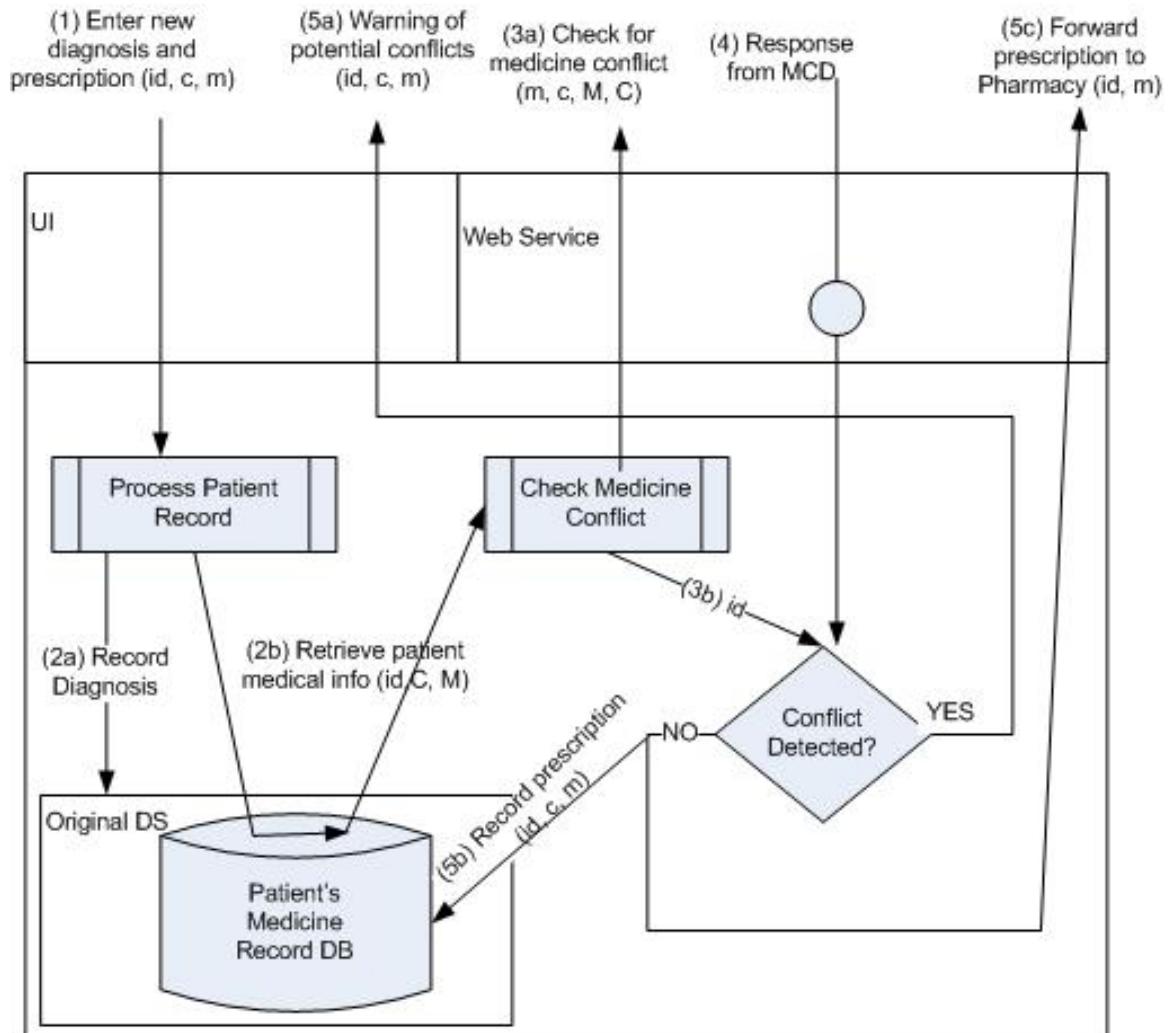 (1) Enter new
diagnosis and
prescription (id, c, m)
(5a) Warning of
potential conflicts
(id, c, m)
(3a) Check for
medicine conflict
(m, c, M, C)
(4) Response
from MCD
(5c) Forward
prescription to
Pharmacy (id, m)
UI
Web Service
Process Patient
Record
Check Medicine
Conflict
(3b) id
(2a) Record
Diagnosis
(2b) Retrieve patient
medical info (id,C, M)
Conflict
Detected?
YES
NO
(5b) Record prescription
(id, c, m)
Original DS
Patient's
Medicine
Record DB